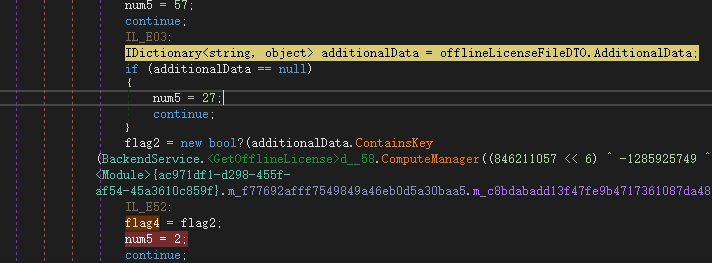 num5 = 57;
continue;
IL_E03:
IDictionary<string, object> additionalData = offlineLicenseFileDTO.AdditionalData;
if (additionalData == null)
{
num5 = 27;
continue;
}
flag2 = new bool?(additionalData.ContainsKey
(BackendService.<GetOfflineLicense>d__58.ComputeManager((846211057 << 6) ^ -1285925749 ^
<Module>{ac971df1-d298-455f-
af54-45a3610c859f}.m_f77692afff7549849a46eb0d5a30baa5.m_c8bdabadd13f47fe9b4717361087da48
IL_E52:
flag4 = flag2;
num5 = 2;
continue;